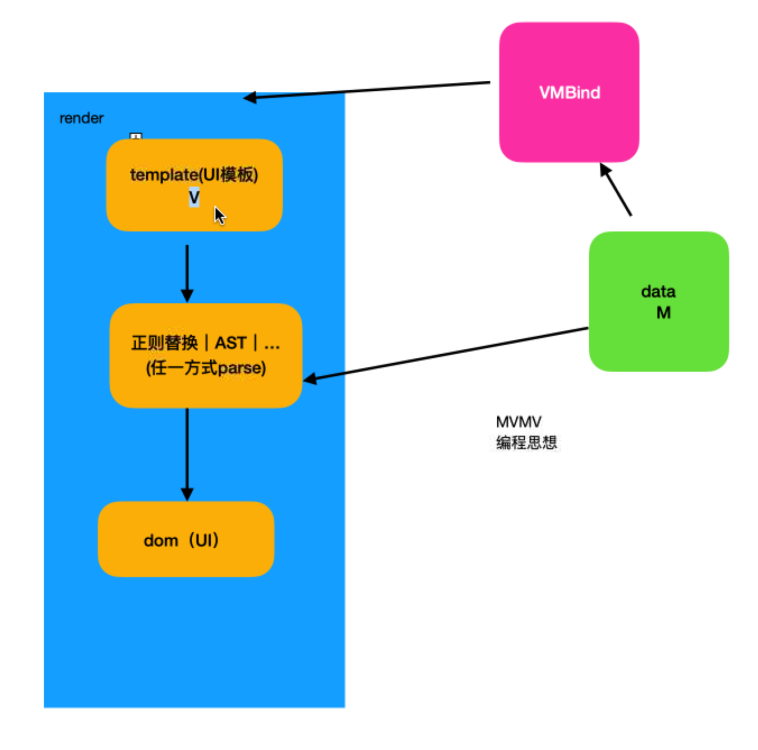 VMBind
render
template(UI模板)
V
data
M
正则替换｜AST｜...
(任一方式parse)
MVMV
编程思想
dom（UI）